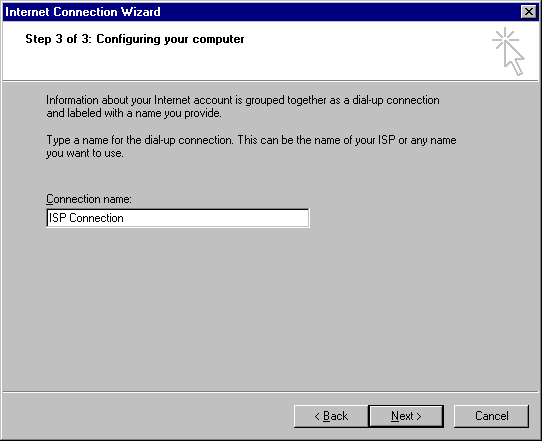 Internet Connection Wizard
Step 3 of 3: Configuring your computer
Information about your Internet account is grouped together as a dial-up connection
and labeled with a name you provide.
Type a name for the dial-up connection. This can be the name of your ISP or any name
you want to use.
Connection name:
ISP Connection
< Back
Next >
Cancel